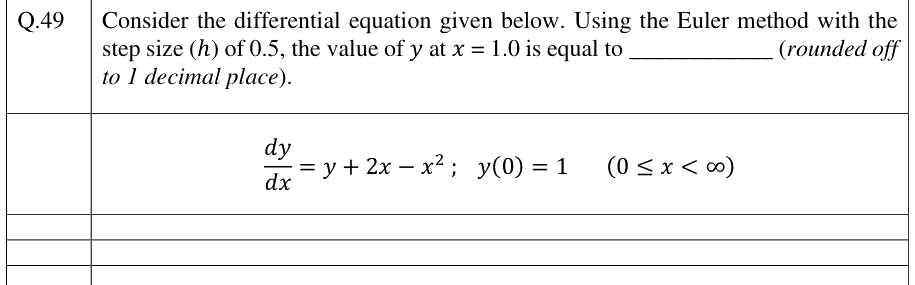 Q.49 Consider the differential equation given below. Using the Euler method with the
step size (h) of 0.5, the value of y at x = 1.0 is equal to ____________ (rounded off
to 1 decimal place).
dy/dx = y + 2x − x² ; y(0) = 1 (0 ≤ x < ∞)